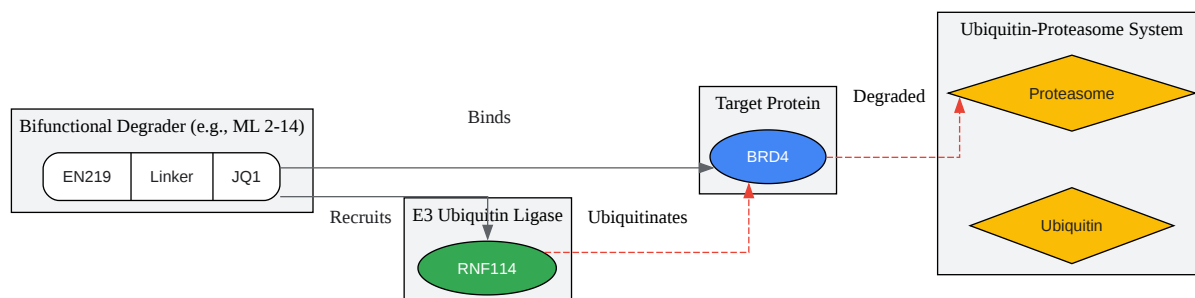 Bifunctional Degrader (e.g., ML 2-14)
EN219
Linker
JQ1
Binds
Recruits
E3 Ubiquitin Ligase
RNF114
Ubiquitinates
Target Protein
BRD4
Degraded
Ubiquitin-Proteasome System
Proteasome
Ubiquitin